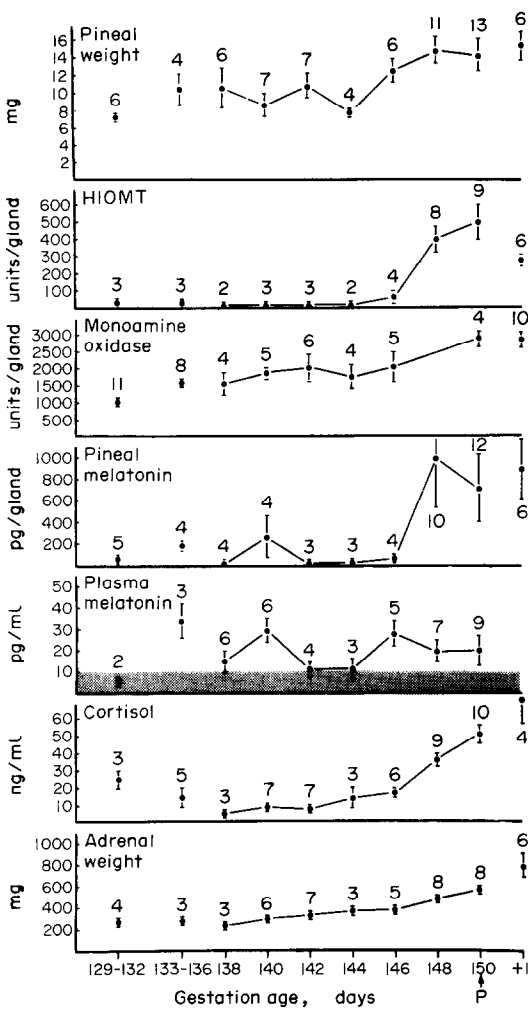 Pineal weight
mg
16
14
12
10
8
6
4
2
6 4 6 7 7 4 6 11 13 6
HIOMT
units/gland
600
500
400
300
200
100
3 3 2 3 3 2 4 8 9 6
Monoamine oxidase
units/gland
3000
2500
2000
1500
1000
500
11 8 4 5 6 4 5 4 10
Pineal melatonin
pg/gland
1000
800
600
400
200
5 4 4 4 3 3 4 10 12 6
Plasma melatonin
pg/ml
50
40
30
20
10
2 3 6 6 4 3 5 7 9
Cortisol
ng/ml
60
50
40
30
20
10
3 5 3 7 7 3 6 9 10 4
Adrenal weight
mg
1000
800
600
400
200
4 3 3 6 7 3 5 8 8 6
129-132 133-136 138 140 142 144 146 148 150 +1
Gestation age, days
P